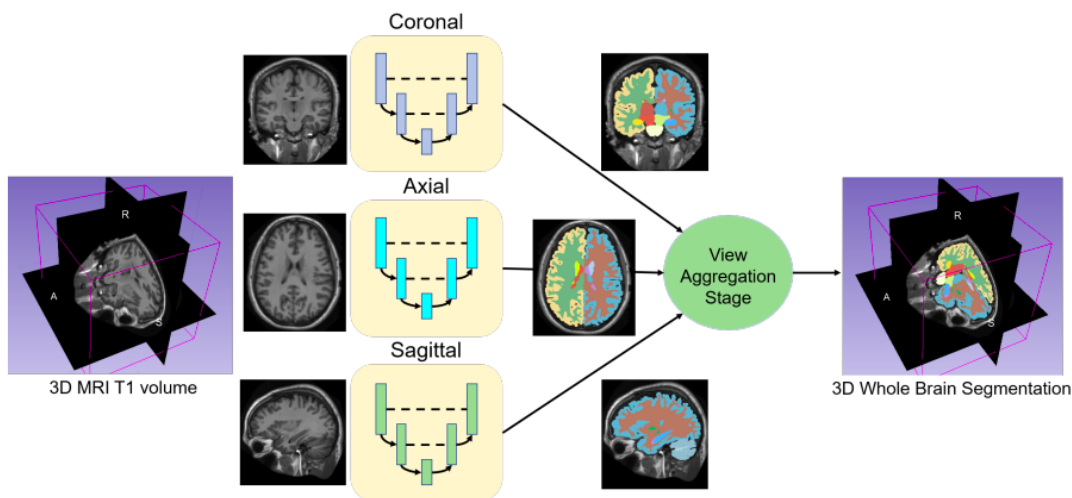 Coronal
Axial
Sagittal
R
A
S
3D MRI T1 volume
View
Aggregation
Stage
R
A
S
3D Whole Brain Segmentation